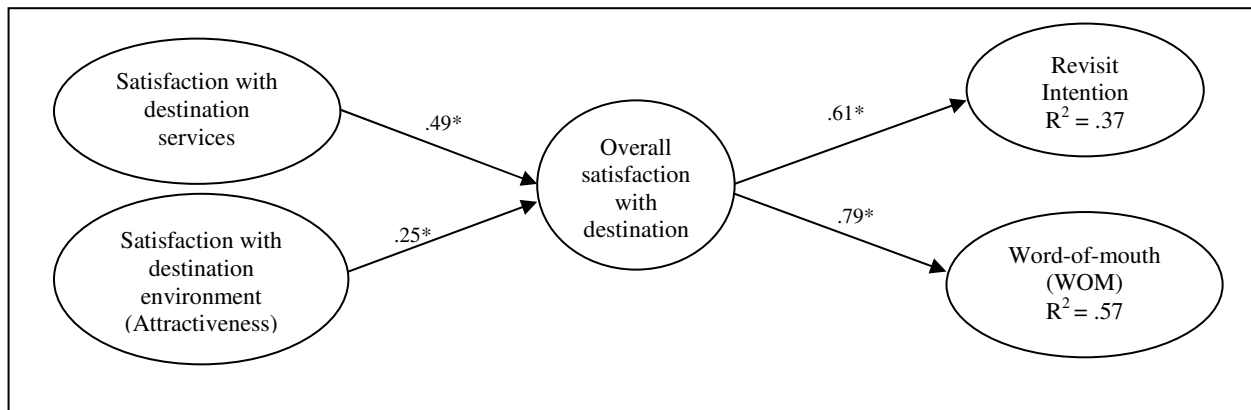 Satisfaction with
destination
services
Satisfaction with
destination
environment
(Attractiveness)
.49*
.25*
Overall
satisfaction
with
destination
.61*
.79*
Revisit
Intention
R² = .37
Word-of-mouth
(WOM)
R² = .57